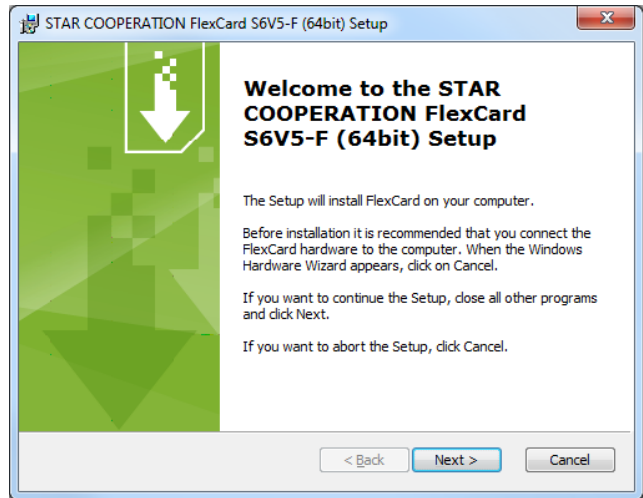 STAR COOPERATION FlexCard S6V5-F (64bit) Setup
Welcome to the STAR
COOPERATION FlexCard
S6V5-F (64bit) Setup
The Setup will install FlexCard on your computer.
Before installation it is recommended that you connect the
FlexCard hardware to the computer. When the Windows
Hardware Wizard appears, click on Cancel.
If you want to continue the Setup, close all other programs
and click Next.
If you want to abort the Setup, click Cancel.
< Back
Next >
Cancel